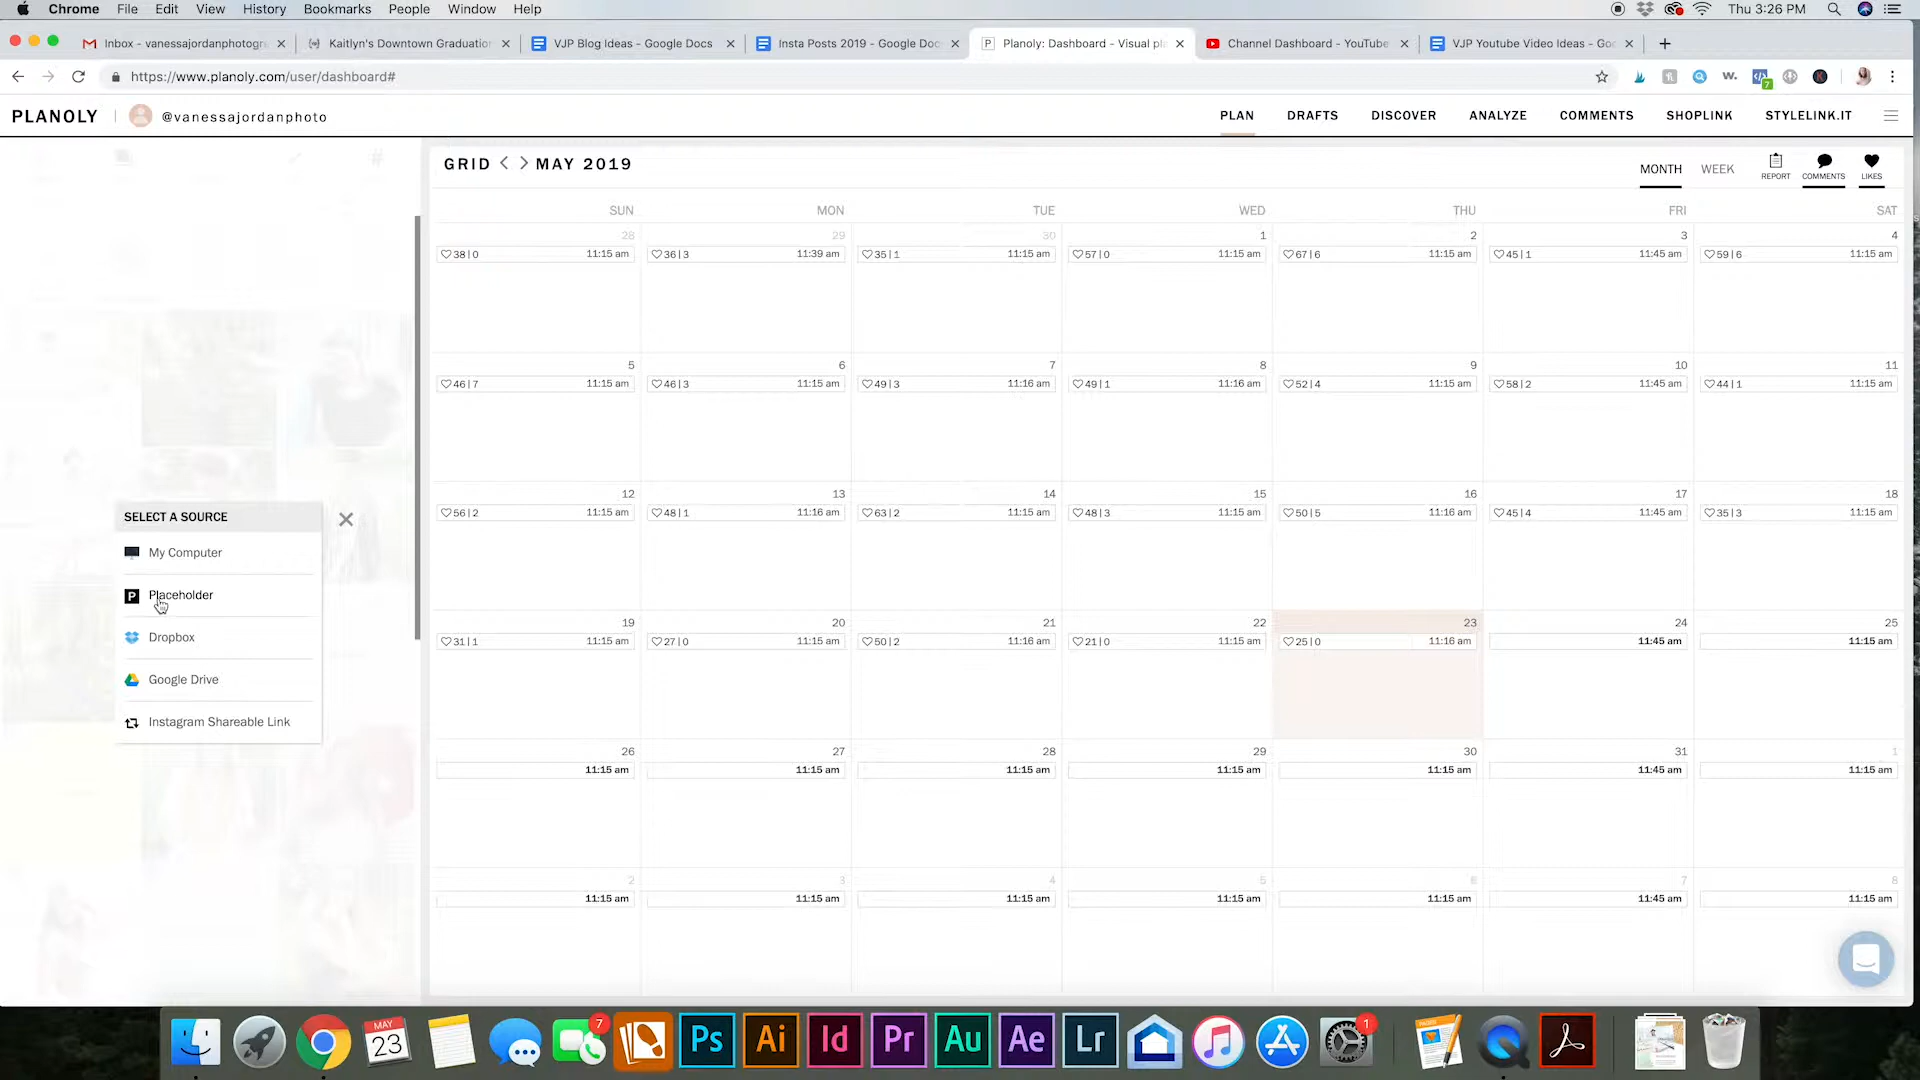 Chrome File Edit View History Bookmarks People Window Help Thu 3:26 PM
Inbox - vanessajordanphotogr Kaitlyn's Downtown Graduation VJP Blog Ideas - Google Docs Insta Posts 2019 - Google Doc Planoly: Dashboard - Visual pl Channel Dashboard - YouTube VJP Youtube Video Ideas - Goo
https://www.planoly.com/user/dashboard#
PLANOLY @vanessajordanphoto PLAN DRAFTS DISCOVER ANALYZE COMMENTS SHOPLINK STYLELINK.IT
GRID < > MAY 2019 MONTH WEEK REPORT COMMENTS LIKES
SUN MON TUE WED THU FRI SAT
28 29 30 1 2 3 4
38|0 11:15 am 36|3 11:39 am 35|1 11:15 am 57|0 11:15 am 67|6 11:15 am 45|1 11:45 am 59|6 11:15 am
5 6 7 8 9 10 11
46|7 11:15 am 46|3 11:15 am 49|3 11:16 am 49|1 11:16 am 52|4 11:15 am 58|2 11:45 am 44|1 11:15 am
12 13 14 15 16 17 18
56|2 11:15 am 48|1 11:16 am 63|2 11:15 am 48|3 11:15 am 50|5 11:16 am 45|4 11:45 am 35|3 11:15 am
19 20 21 22 23 24 25
31|1 11:15 am 27|0 11:15 am 50|2 11:16 am 21|0 11:15 am 25|0 11:16 am 11:45 am 11:15 am
26 27 28 29 30 31 1
11:15 am 11:15 am 11:15 am 11:15 am 11:15 am 11:45 am 11:15 am
2 3 4 5 6 7 8
11:15 am 11:15 am 11:15 am 11:15 am 11:15 am 11:45 am 11:15 am
SELECT A SOURCE
My Computer
P Placeholder
Dropbox
Google Drive
Instagram Shareable Link
MAY 23 7 Ps Ai Id Pr Au Ae Lr 1